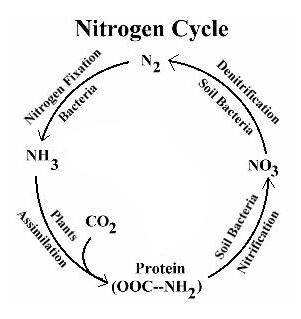 Nitrogen Cycle
N₂
Nitrogen Fixation
Bacteria
Denitrification
Soil Bacteria
NH₃
NO₃
Plants
Assimilation
CO₂
Soil Bacteria
Nitrification
Protein
(OOC--NH₂)